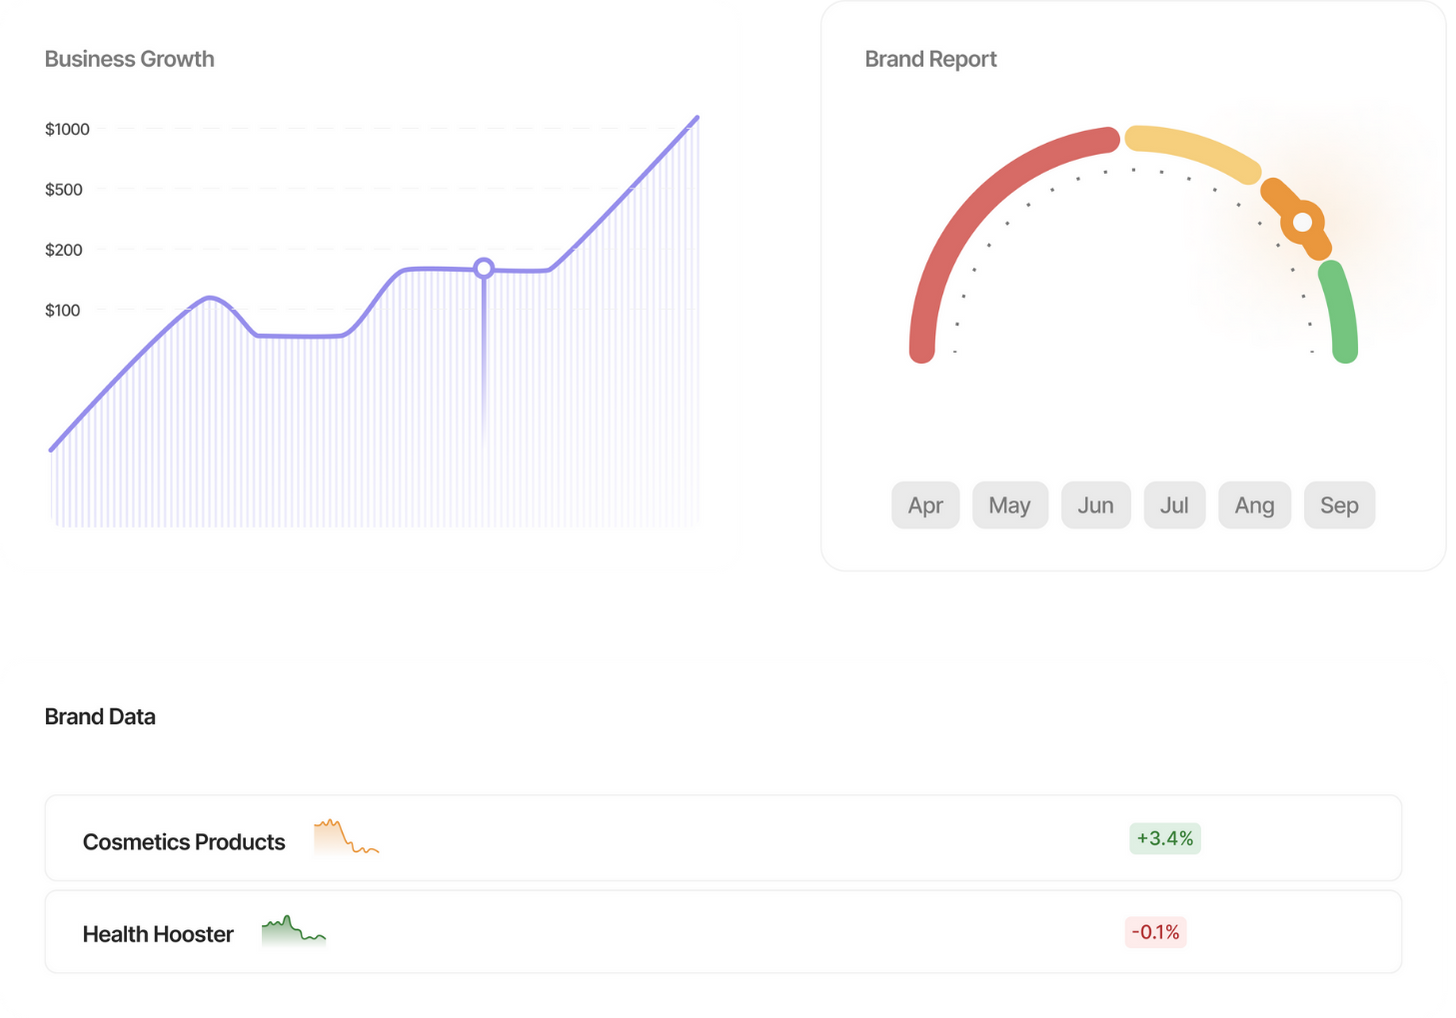 Business Growth
$1000
$500
$200
$100
Brand Report
Apr May Jun Jul Ang Sep
Brand Data
Cosmetics Products +3.4%
Health Hooster -0.1%